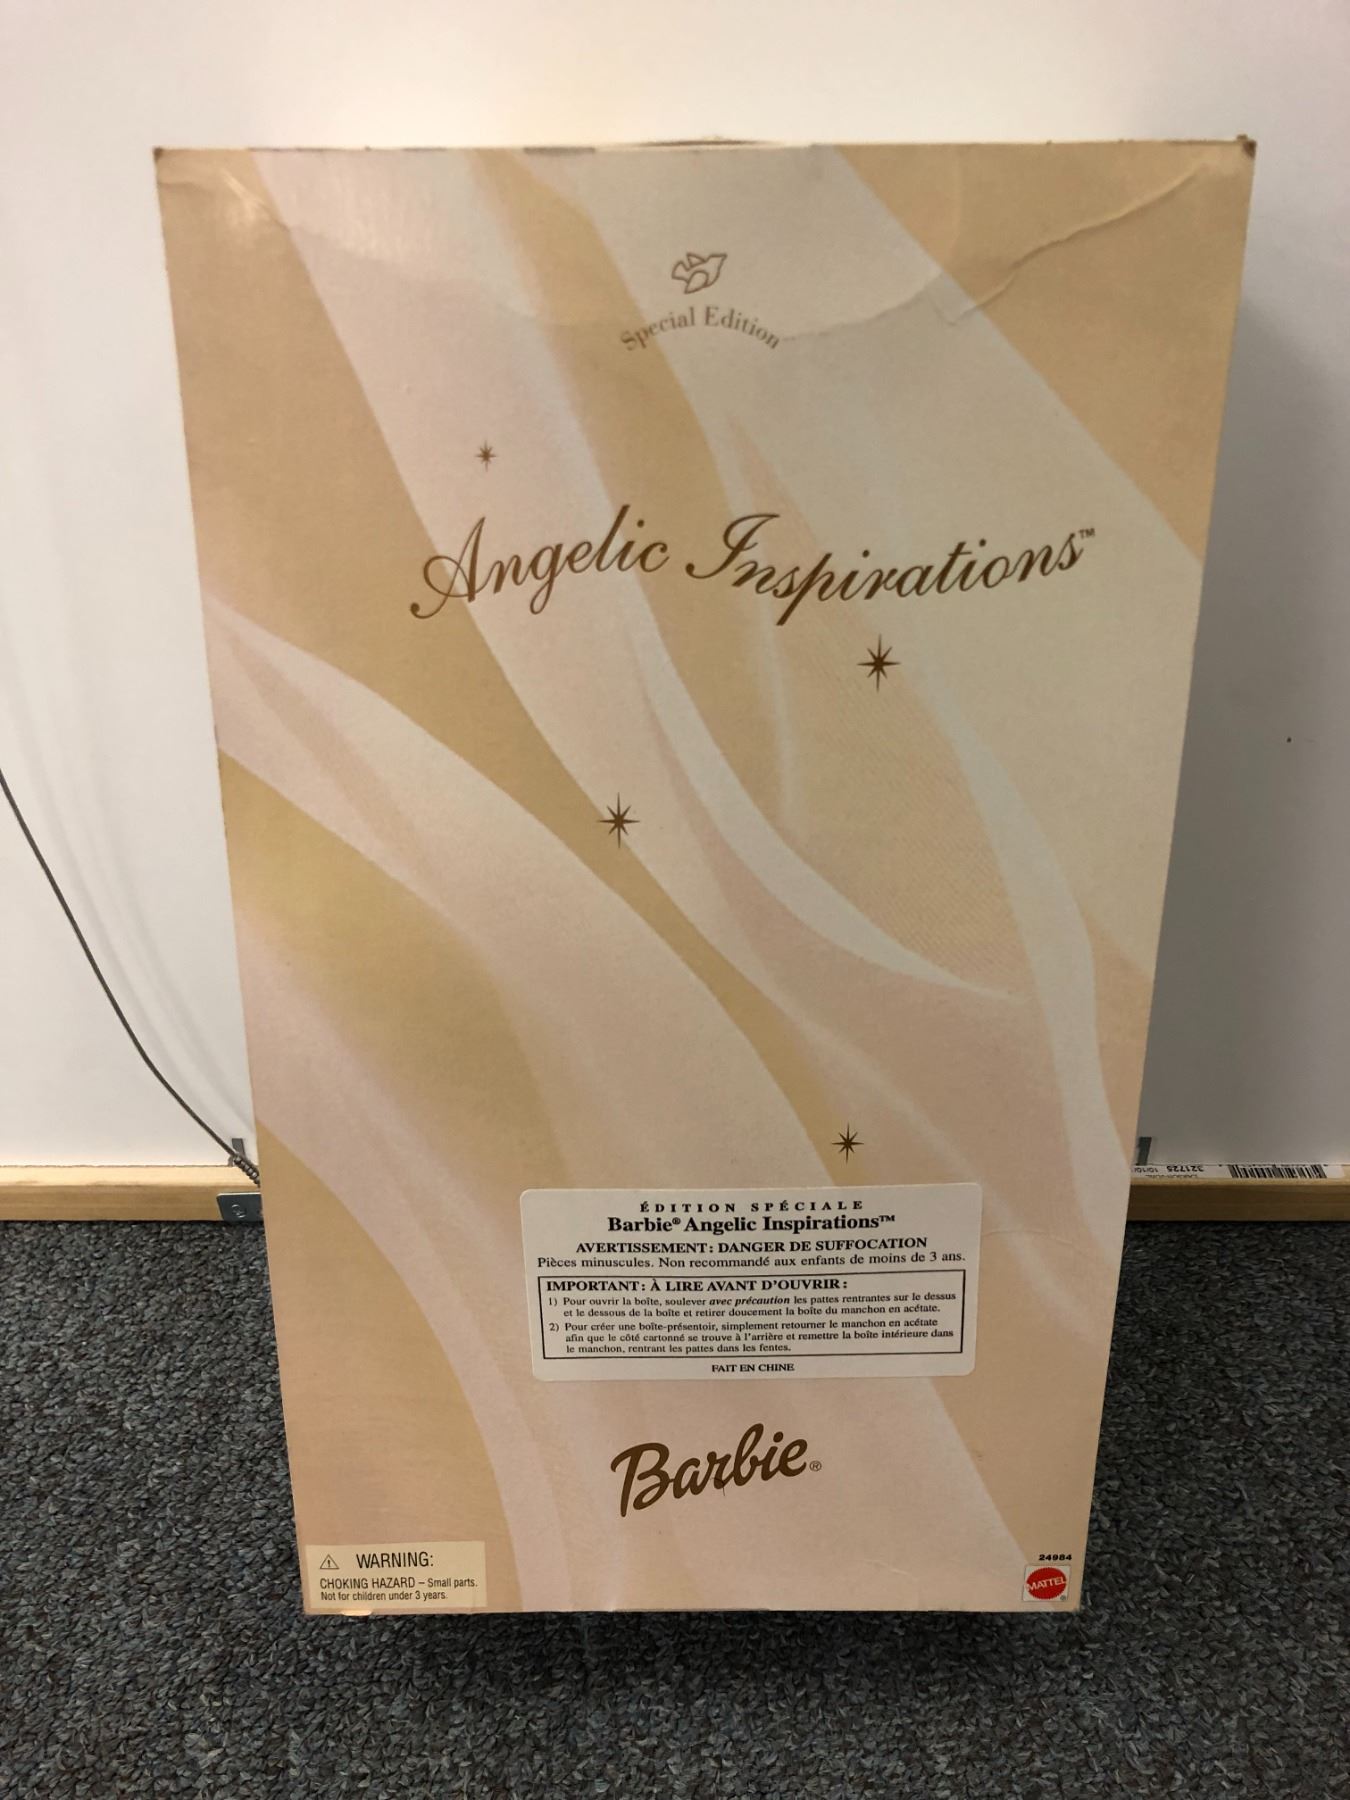 Special Edition
Angelic Inspirations™
ÉDITION SPÉCIALE
Barbie® Angelic Inspirations™
AVERTISSEMENT: DANGER DE SUFFOCATION
Pièces minuscules. Non recommandé aux enfants de moins de 3 ans.
IMPORTANT: À LIRE AVANT D'OUVRIR:
1) Pour ouvrir la boîte, soulever avec précaution les pattes rentrantes sur le dessus
et le dessous de la boîte et retirer doucement la boîte du manchon en acétate.
2) Pour créer une boîte-présentoir, simplement retourner le manchon en acétate
afin que le côté cartonné se trouve à l'arrière et remettre la boîte intérieure dans
le manchon, rentrant les pattes dans les fentes.
FAIT EN CHINE
Barbie®
WARNING:
CHOKING HAZARD – Small parts.
Not for children under 3 years.
24984
MATTEL®
321725